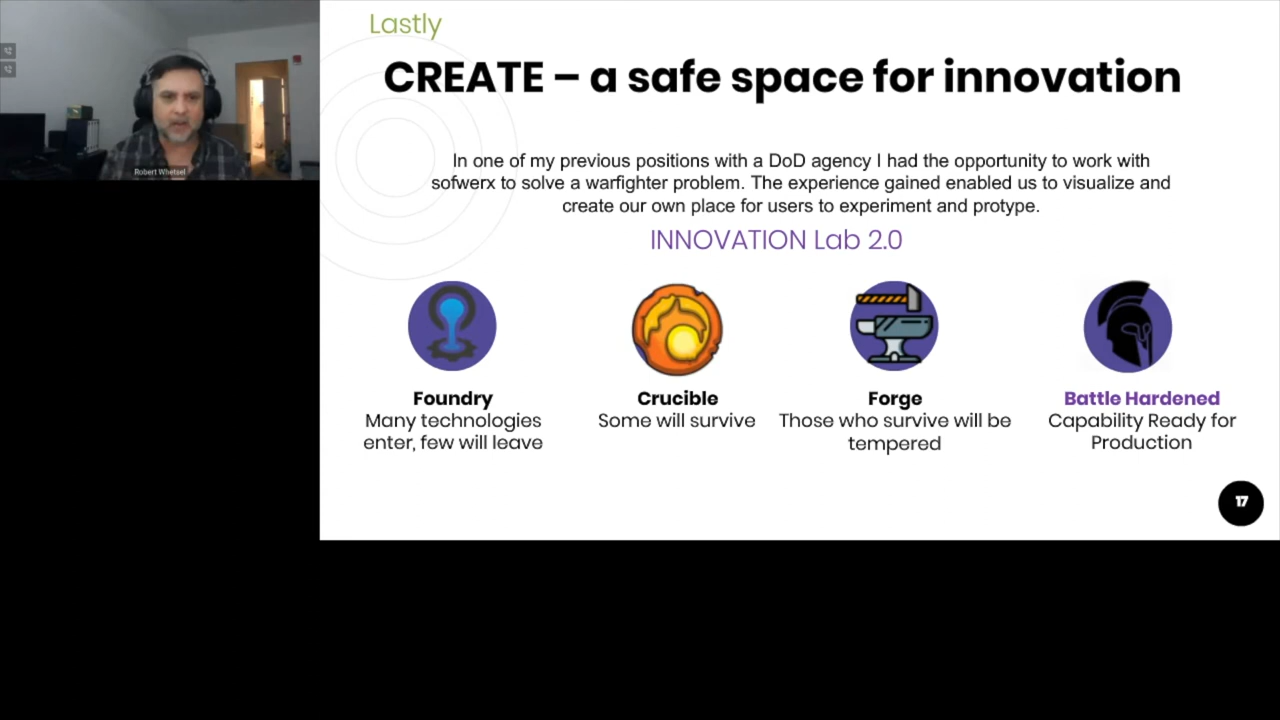 Robert Whetsel
Lastly
CREATE – a safe space for innovation
In one of my previous positions with a DoD agency I had the opportunity to work with
sofwerx to solve a warfighter problem. The experience gained enabled us to visualize and
create our own place for users to experiment and protype.
INNOVATION Lab 2.0
Foundry
Many technologies
enter, few will leave
Crucible
Some will survive
Forge
Those who survive will be
tempered
Battle Hardened
Capability Ready for
Production
17